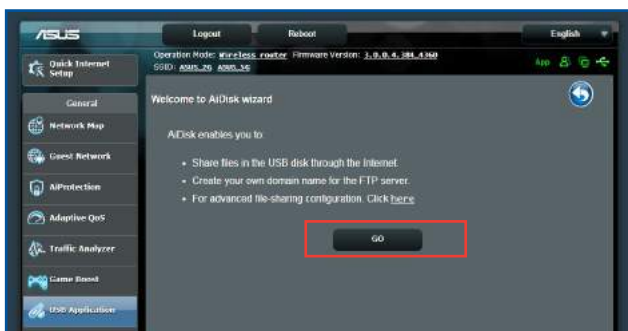 ASUS
Logout
Reboot
English
Operation Mode: Wireless router Firmware Version: 3.0.0.4.384_4360
SSID: ASUS_2G ASUS_5G
App
Quick Internet
Setup
General
Network Map
Guest Network
AiProtection
Adaptive QoS
Traffic Analyzer
Game Boost
USB Application
Welcome to AiDisk wizard
AiDisk enables you to:
• Share files in the USB disk through the Internet.
• Create your own domain name for the FTP server.
• For advanced file-sharing configuration. Click here
GO